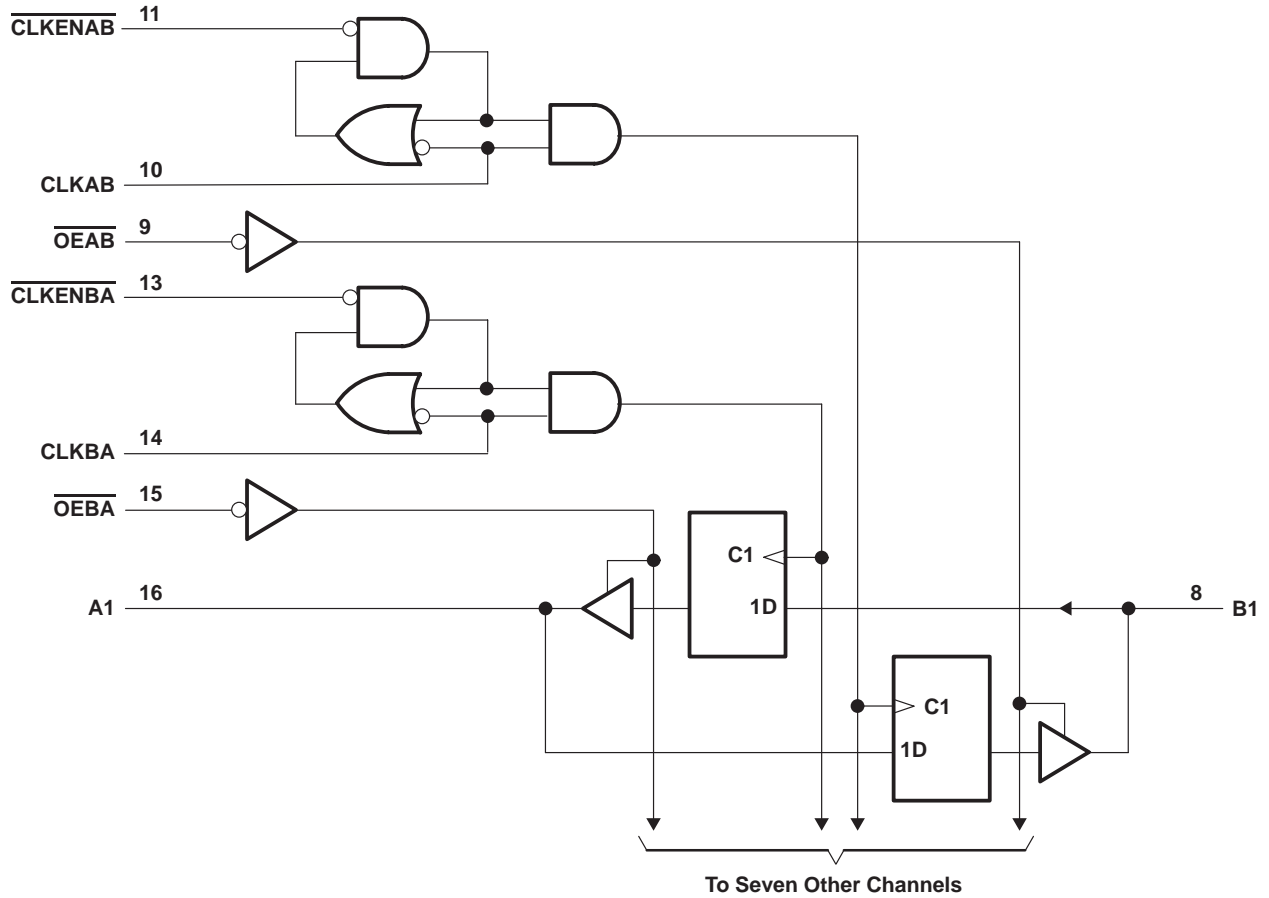 CLKENAB 11
CLKAB 10
OEAB 9
CLKENBA 13
CLKBA 14
OEBA 15
C1
A1 16
1D
8 B1
C1
1D
To Seven Other Channels